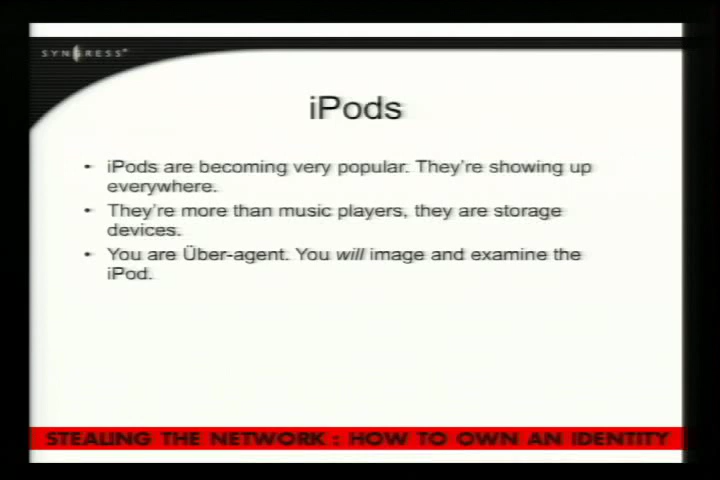 SYNGRESS
iPods
• iPods are becoming very popular. They're showing up
everywhere.
• They're more than music players, they are storage
devices.
• You are Über-agent. You will image and examine the
iPod.
STEALING THE NETWORK : HOW TO OWN AN IDENTITY